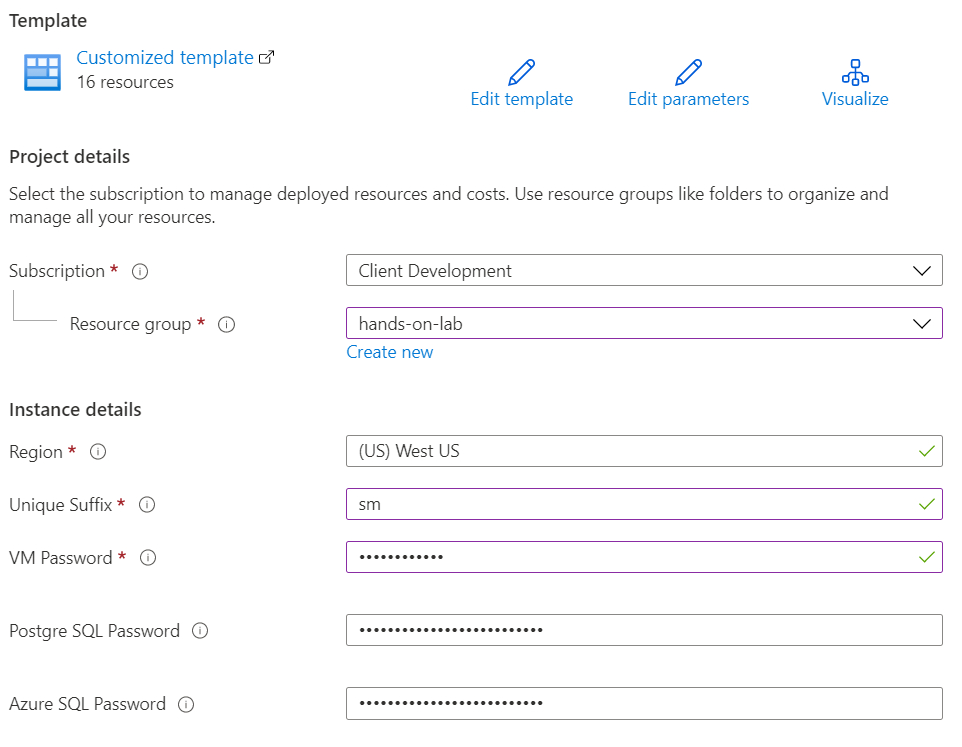 Template
Customized template
16 resources
Edit template
Edit parameters
Visualize
Project details
Select the subscription to manage deployed resources and costs. Use resource groups like folders to organize and
manage all your resources.
Subscription * Client Development
Resource group * hands-on-lab
Create new
Instance details
Region * (US) West US
Unique Suffix * sm
VM Password * ••••••••••••
Postgre SQL Password ••••••••••••••••••••••••••
Azure SQL Password ••••••••••••••••••••••••••